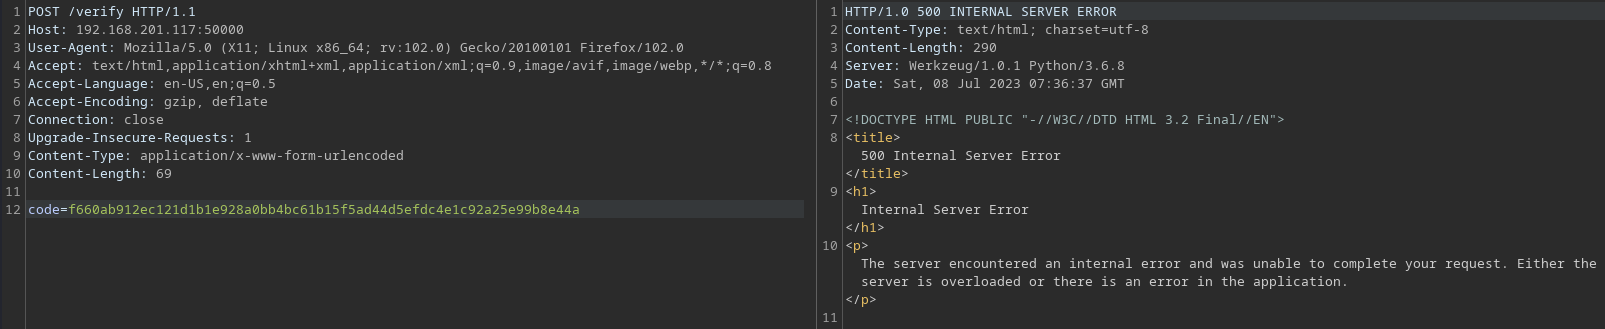 1 POST /verify HTTP/1.1
2 Host: 192.168.201.117:50000
3 User-Agent: Mozilla/5.0 (X11; Linux x86_64; rv:102.0) Gecko/20100101 Firefox/102.0
4 Accept: text/html,application/xhtml+xml,application/xml;q=0.9,image/avif,image/webp,*/*;q=0.8
5 Accept-Language: en-US,en;q=0.5
6 Accept-Encoding: gzip, deflate
7 Connection: close
8 Upgrade-Insecure-Requests: 1
9 Content-Type: application/x-www-form-urlencoded
10 Content-Length: 69
11
12 code=f660ab912ec121d1b1e928a0bb4bc61b15f5ad44d5efdc4e1c92a25e99b8e44a
1 HTTP/1.0 500 INTERNAL SERVER ERROR
2 Content-Type: text/html; charset=utf-8
3 Content-Length: 290
4 Server: Werkzeug/1.0.1 Python/3.6.8
5 Date: Sat, 08 Jul 2023 07:36:37 GMT
6
7 <!DOCTYPE HTML PUBLIC "-//W3C//DTD HTML 3.2 Final//EN">
8 <title>
500 Internal Server Error
</title>
9 <h1>
Internal Server Error
</h1>
10 <p>
The server encountered an internal error and was unable to complete your request. Either the
server is overloaded or there is an error in the application.
</p>
11